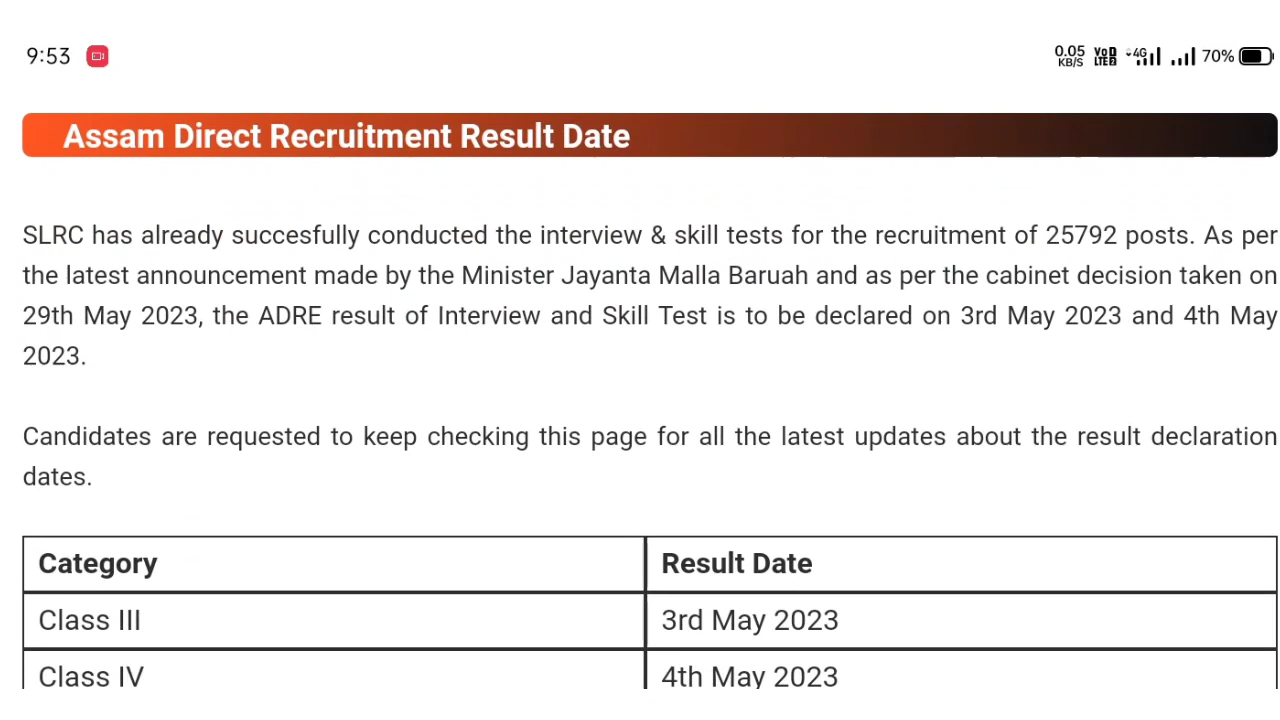 9:53
0.05 KB/S VoD LTE2 4G 70%
Assam Direct Recruitment Result Date
SLRC has already succesfully conducted the interview & skill tests for the recruitment of 25792 posts. As per
the latest announcement made by the Minister Jayanta Malla Baruah and as per the cabinet decision taken on
29th May 2023, the ADRE result of Interview and Skill Test is to be declared on 3rd May 2023 and 4th May
2023.
Candidates are requested to keep checking this page for all the latest updates about the result declaration
dates.
Category Result Date
Class III 3rd May 2023
Class IV 4th May 2023